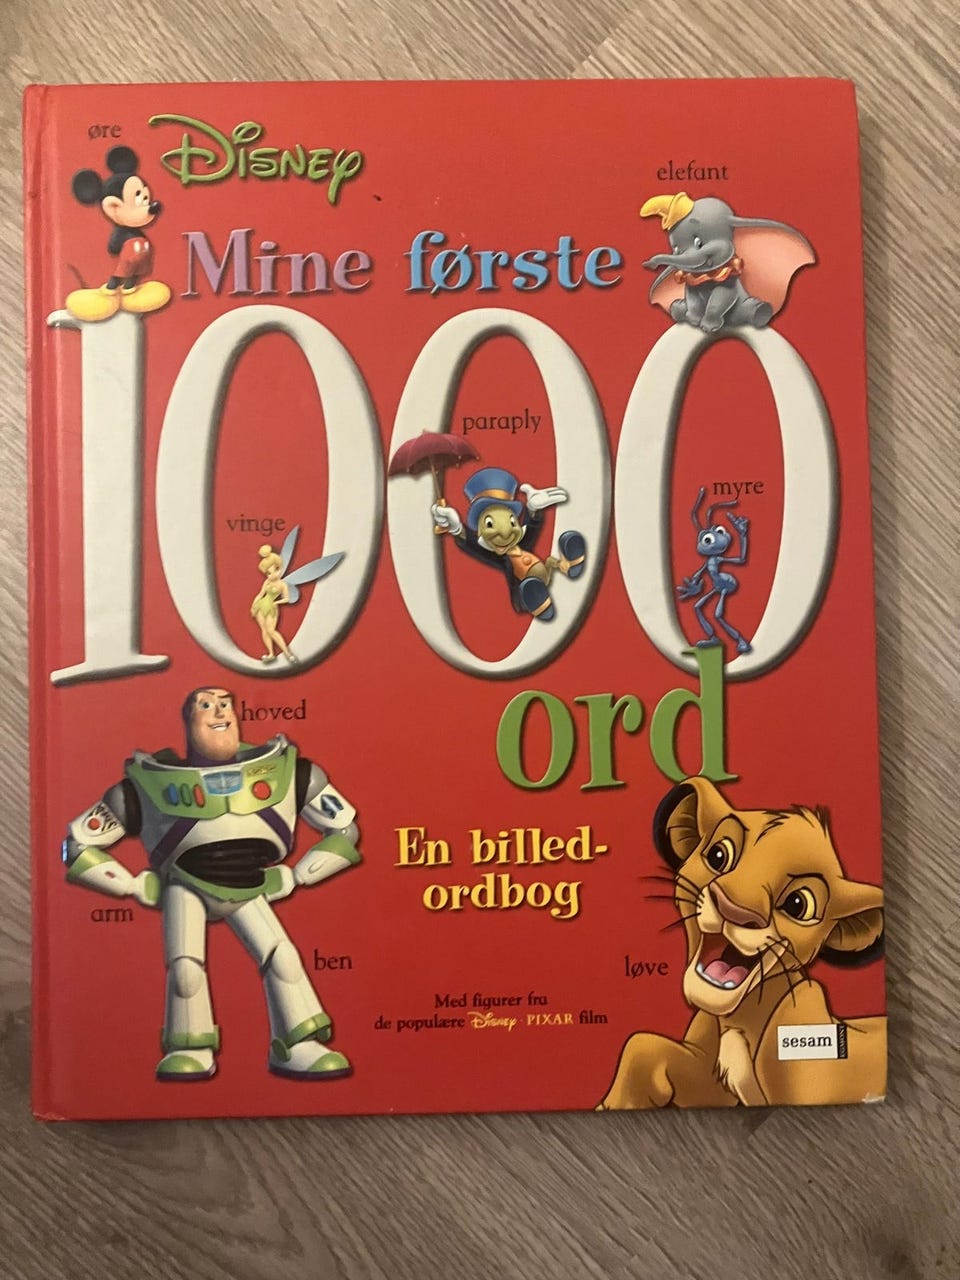 øre
Disney
elefant
Mine første
1000
paraply
myre
vinge
ord
hoved
En billed-
ordbog
arm
ben
løve
Med figurer fra
de populære Disney · PIXAR film
sesam
EGMONT